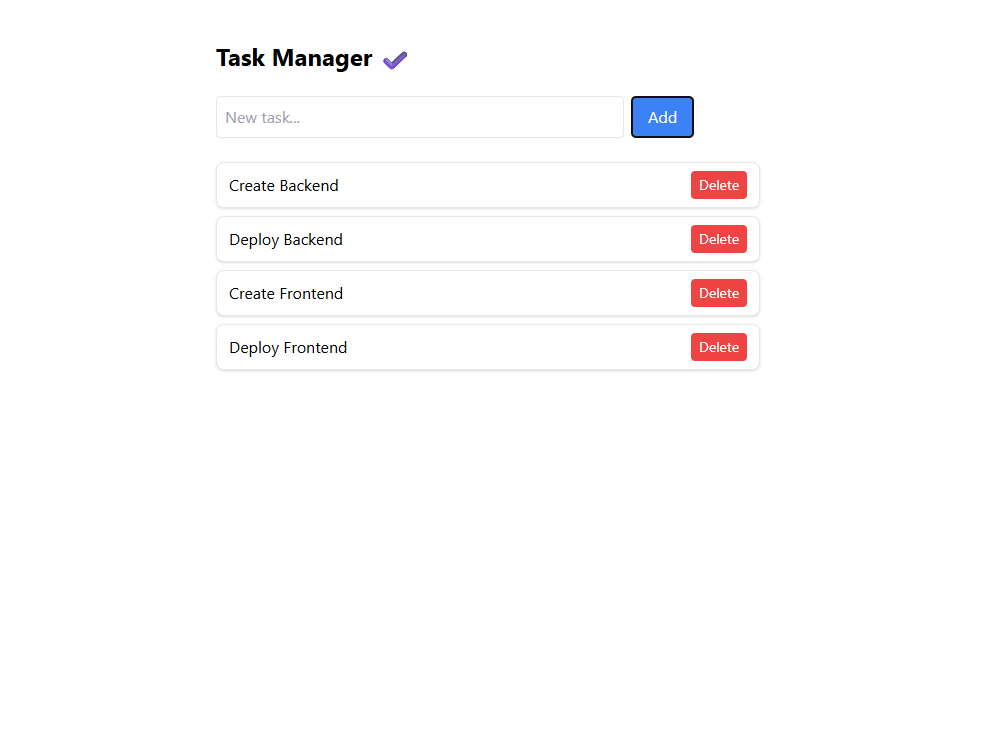 Task Manager ✔
New task...
Add
Create Backend
Delete
Deploy Backend
Delete
Create Frontend
Delete
Deploy Frontend
Delete